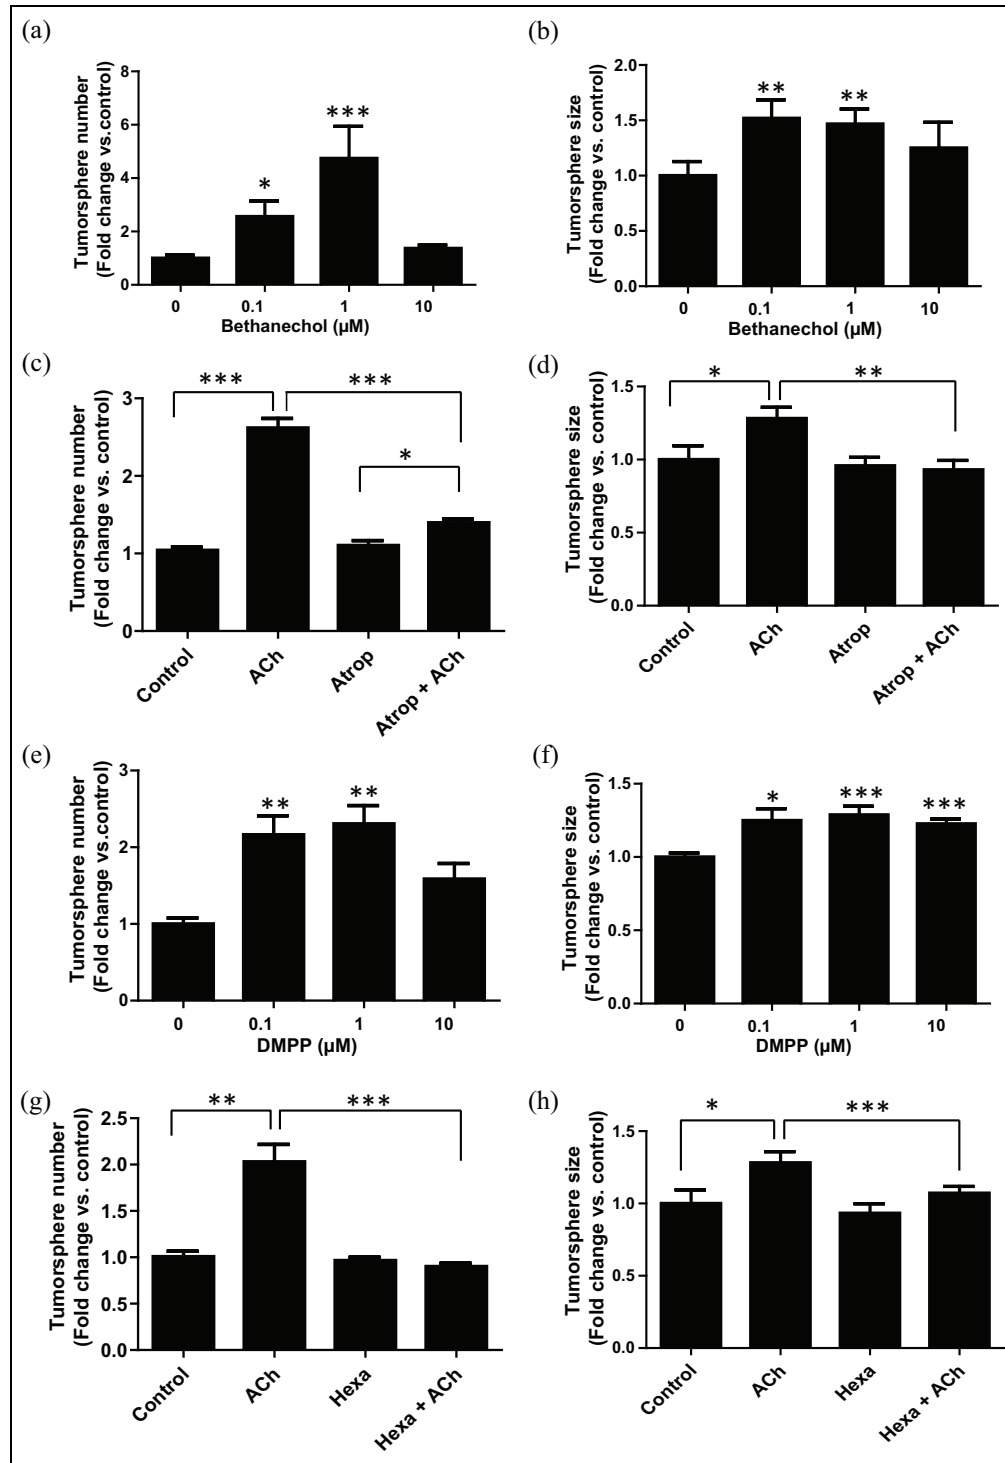 (a)
Tumorsphere number
(Fold change vs.control)
8
6
4
2
0
*
***
0 0.1 1 10
Bethanechol (µM)
(b)
Tumorsphere size
(Fold change vs. control)
2.0
1.5
1.0
0.5
0.0
**
**
0 0.1 1 10
Bethanechol (µM)
(c)
Tumorsphere number
(Fold change vs. control)
3
2
1
0
***
***
*
Control
ACh
Atrop
Atrop + ACh
(d)
Tumorsphere size
(Fold change vs. control)
1.5
1.0
0.5
0.0
*
**
Control
ACh
Atrop
Atrop + ACh
(e)
Tumorsphere number
(Fold change vs.control)
3
2
1
0
**
**
0 0.1 1 10
DMPP (µM)
(f)
Tumorsphere size
(Fold change vs. control)
1.5
1.0
0.5
0.0
*
***
***
0 0.1 1 10
DMPP (µM)
(g)
Tumorsphere number
(Fold change vs. control)
2.5
2.0
1.5
1.0
0.5
0.0
**
***
Control
ACh
Hexa
Hexa + ACh
(h)
Tumorsphere size
(Fold change vs. control)
1.5
1.0
0.5
0.0
*
***
Control
ACh
Hexa
Hexa + ACh